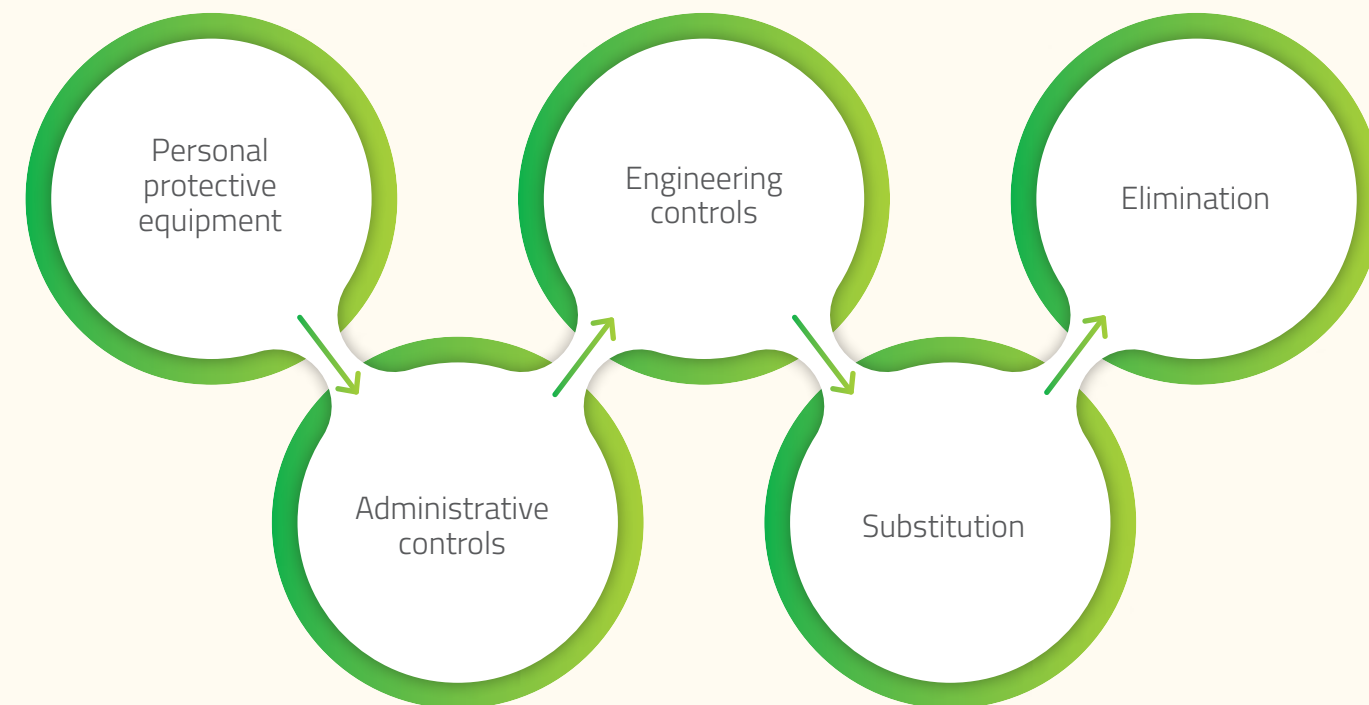 Personal
protective
equipment
Administrative
controls
Engineering
controls
Substitution
Elimination